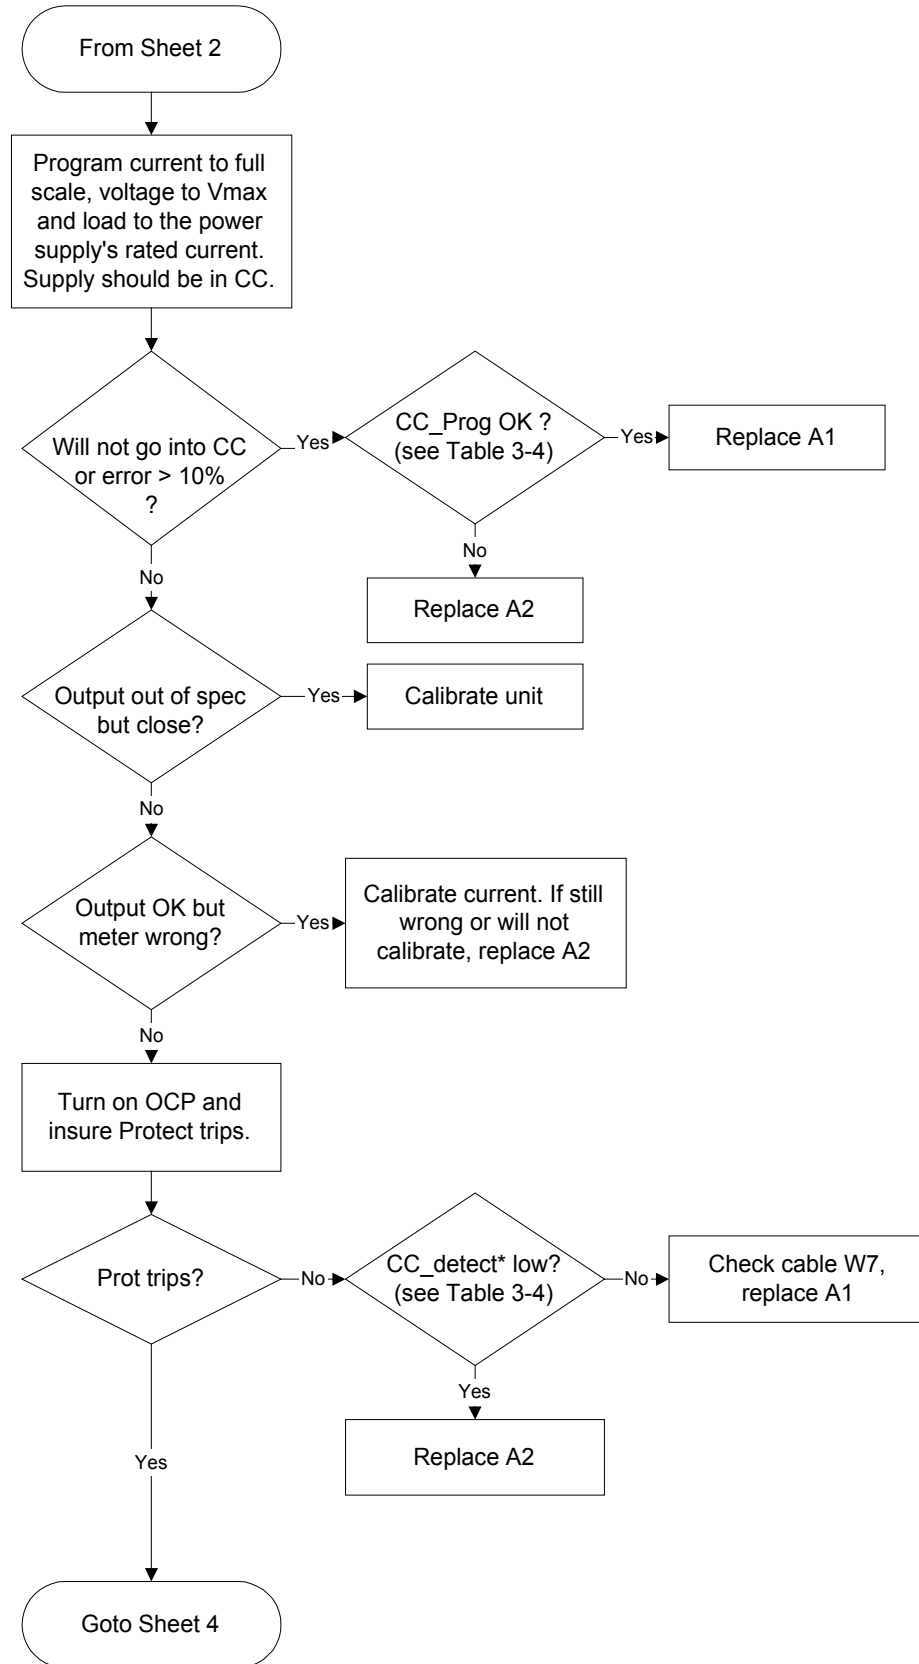 From Sheet 2
Program current to full
scale, voltage to Vmax
and load to the power
supply's rated current.
Supply should be in CC.
Will not go into CC
or error > 10%
?
Yes
CC_Prog OK ?
(see Table 3-4)
Yes
Replace A1
No
Replace A2
No
Output out of spec
but close?
Yes
Calibrate unit
No
Output OK but
meter wrong?
Yes
Calibrate current. If still
wrong or will not
calibrate, replace A2
No
Turn on OCP and
insure Protect trips.
Prot trips?
No
CC_detect* low?
(see Table 3-4)
No
Check cable W7,
replace A1
Yes
Replace A2
Yes
Goto Sheet 4